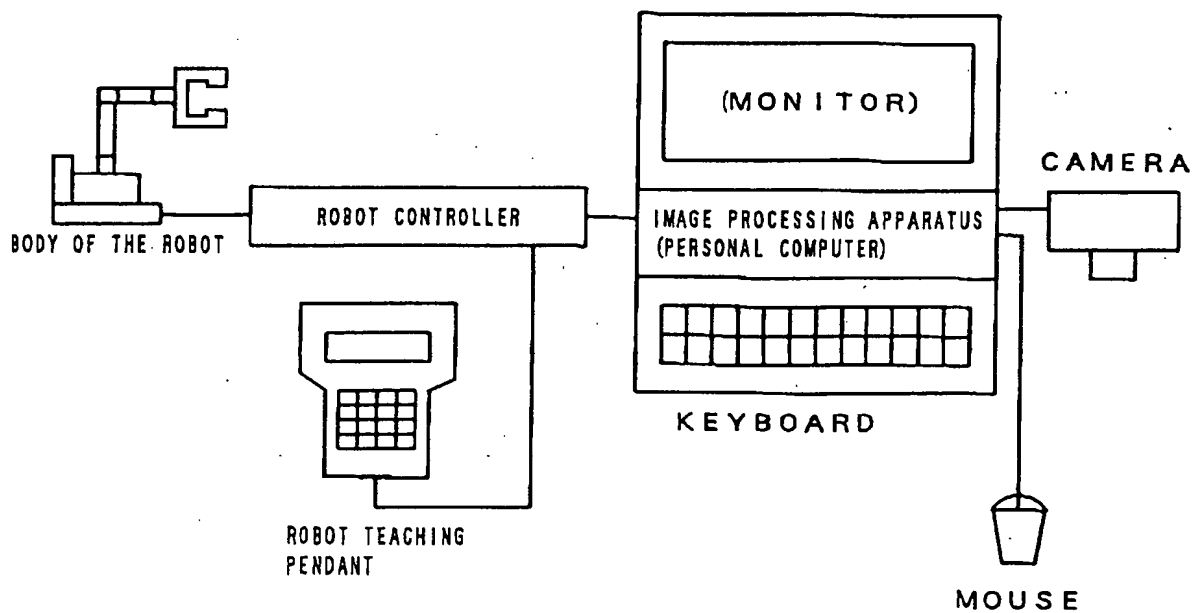 (MONITOR)
CAMERA
ROBOT CONTROLLER
IMAGE PROCESSING APPARATUS
(PERSONAL COMPUTER)
BODY OF THE ROBOT
KEYBOARD
ROBOT TEACHING
PENDANT
MOUSE